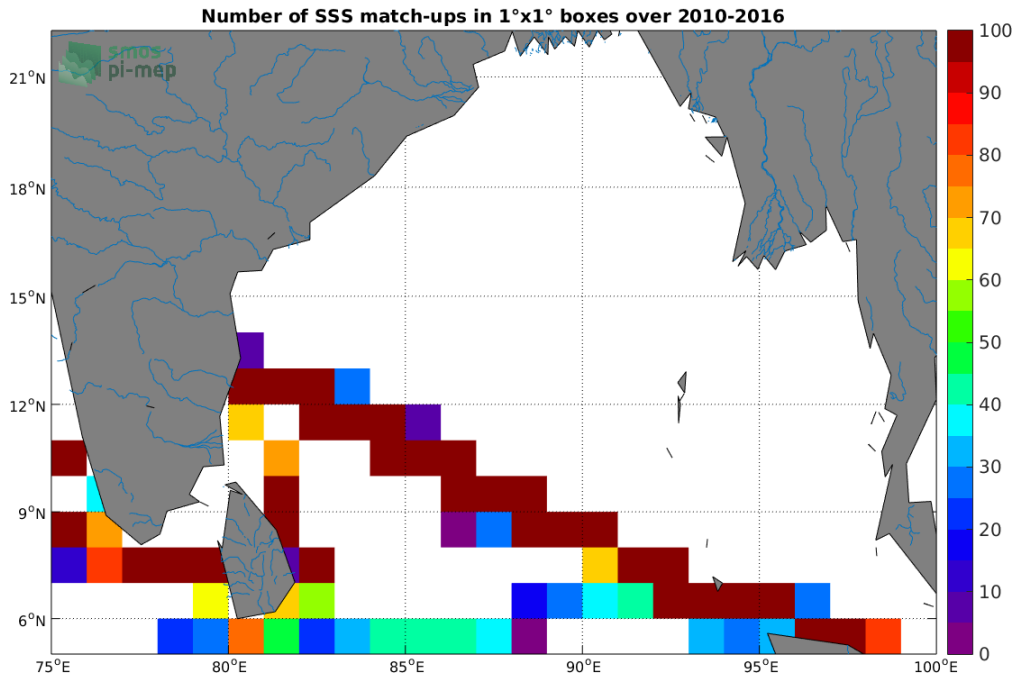 Number of SSS match-ups in 1°x1° boxes over 2010-2016
smos
pi-mep
21°N
18°N
15°N
12°N
9°N
6°N
75°E 80°E 85°E 90°E 95°E 100°E
100
90
80
70
60
50
40
30
20
10
0